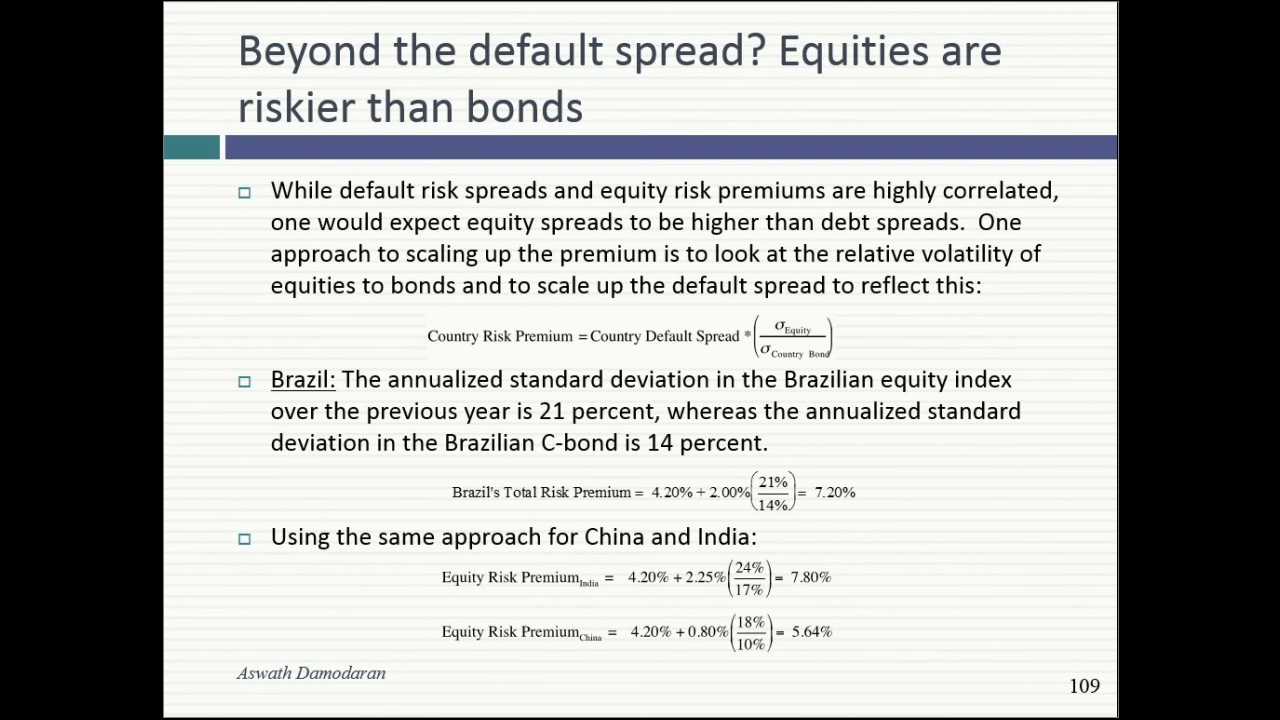 Beyond the default spread? Equities are
riskier than bonds
While default risk spreads and equity risk premiums are highly correlated,
one would expect equity spreads to be higher than debt spreads. One
approach to scaling up the premium is to look at the relative volatility of
equities to bonds and to scale up the default spread to reflect this:
Country Risk Premium = Country Default Spread * (σ Equity / σ Country Bond)
Brazil: The annualized standard deviation in the Brazilian equity index
over the previous year is 21 percent, whereas the annualized standard
deviation in the Brazilian C-bond is 14 percent.
Brazil's Total Risk Premium = 4.20% + 2.00% (21% / 14%) = 7.20%
Using the same approach for China and India:
Equity Risk Premium India = 4.20% + 2.25% (24% / 17%) = 7.80%
Equity Risk Premium China = 4.20% + 0.80% (18% / 10%) = 5.64%
Aswath Damodaran
109